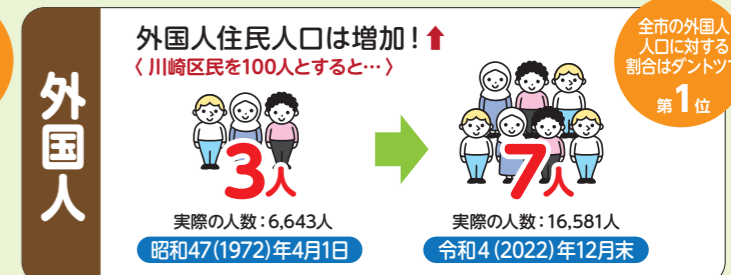 外国人
外国人住民人口は増加!
〈川崎区民を100人とすると…〉
3人
実際の人数：6,643人
昭和47(1972)年4月1日
7人
実際の人数：16,581人
令和4(2022)年12月末
全市の外国人
人口に対する
割合はダントツで
第1位